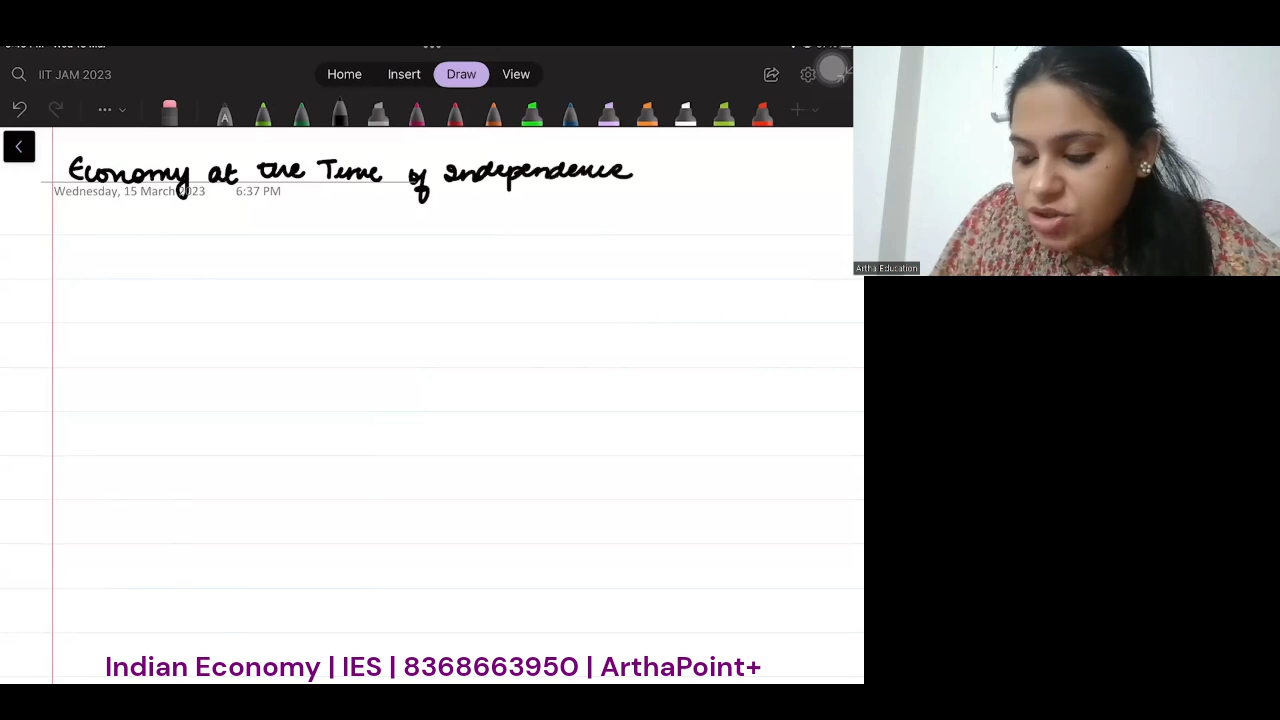 IIT JAM 2023
Home Insert Draw View
A
Economy at the Time of Independence
Wednesday, 15 March 2023 6:37 PM
Artha Education
Indian Economy | IES | 8368663950 | ArthaPoint+